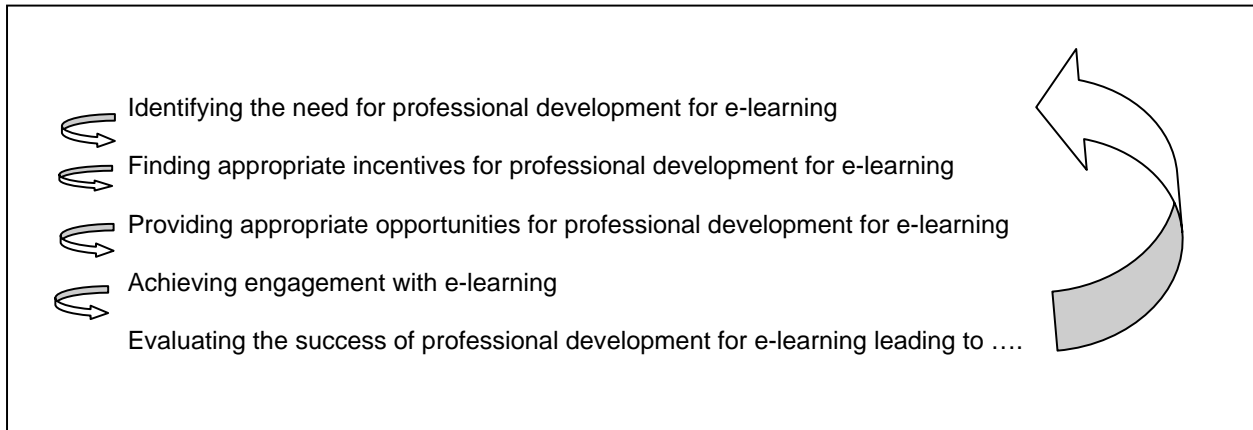 Identifying the need for professional development for e-learning
Finding appropriate incentives for professional development for e-learning
Providing appropriate opportunities for professional development for e-learning
Achieving engagement with e-learning
Evaluating the success of professional development for e-learning leading to ….